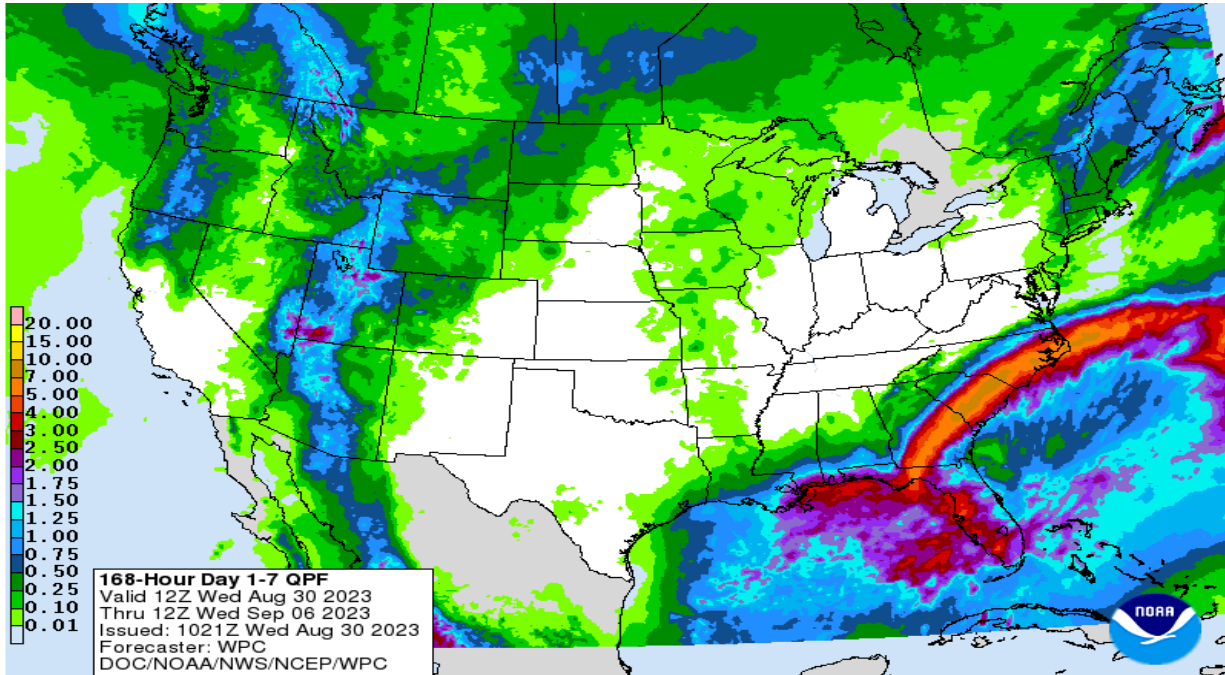 20.00
15.00
10.00
7.00
5.00
4.00
3.00
2.50
2.00
1.75
1.50
1.25
1.00
0.75
0.50
0.25
0.10
0.01
168-Hour Day 1-7 QPF
Valid 12Z Wed Aug 30 2023
Thru 12Z Wed Sep 06 2023
Issued: 1021Z Wed Aug 30 2023
Forecaster: WPC
DOC/NOAA/NWS/NCEP/WPC
NOAA